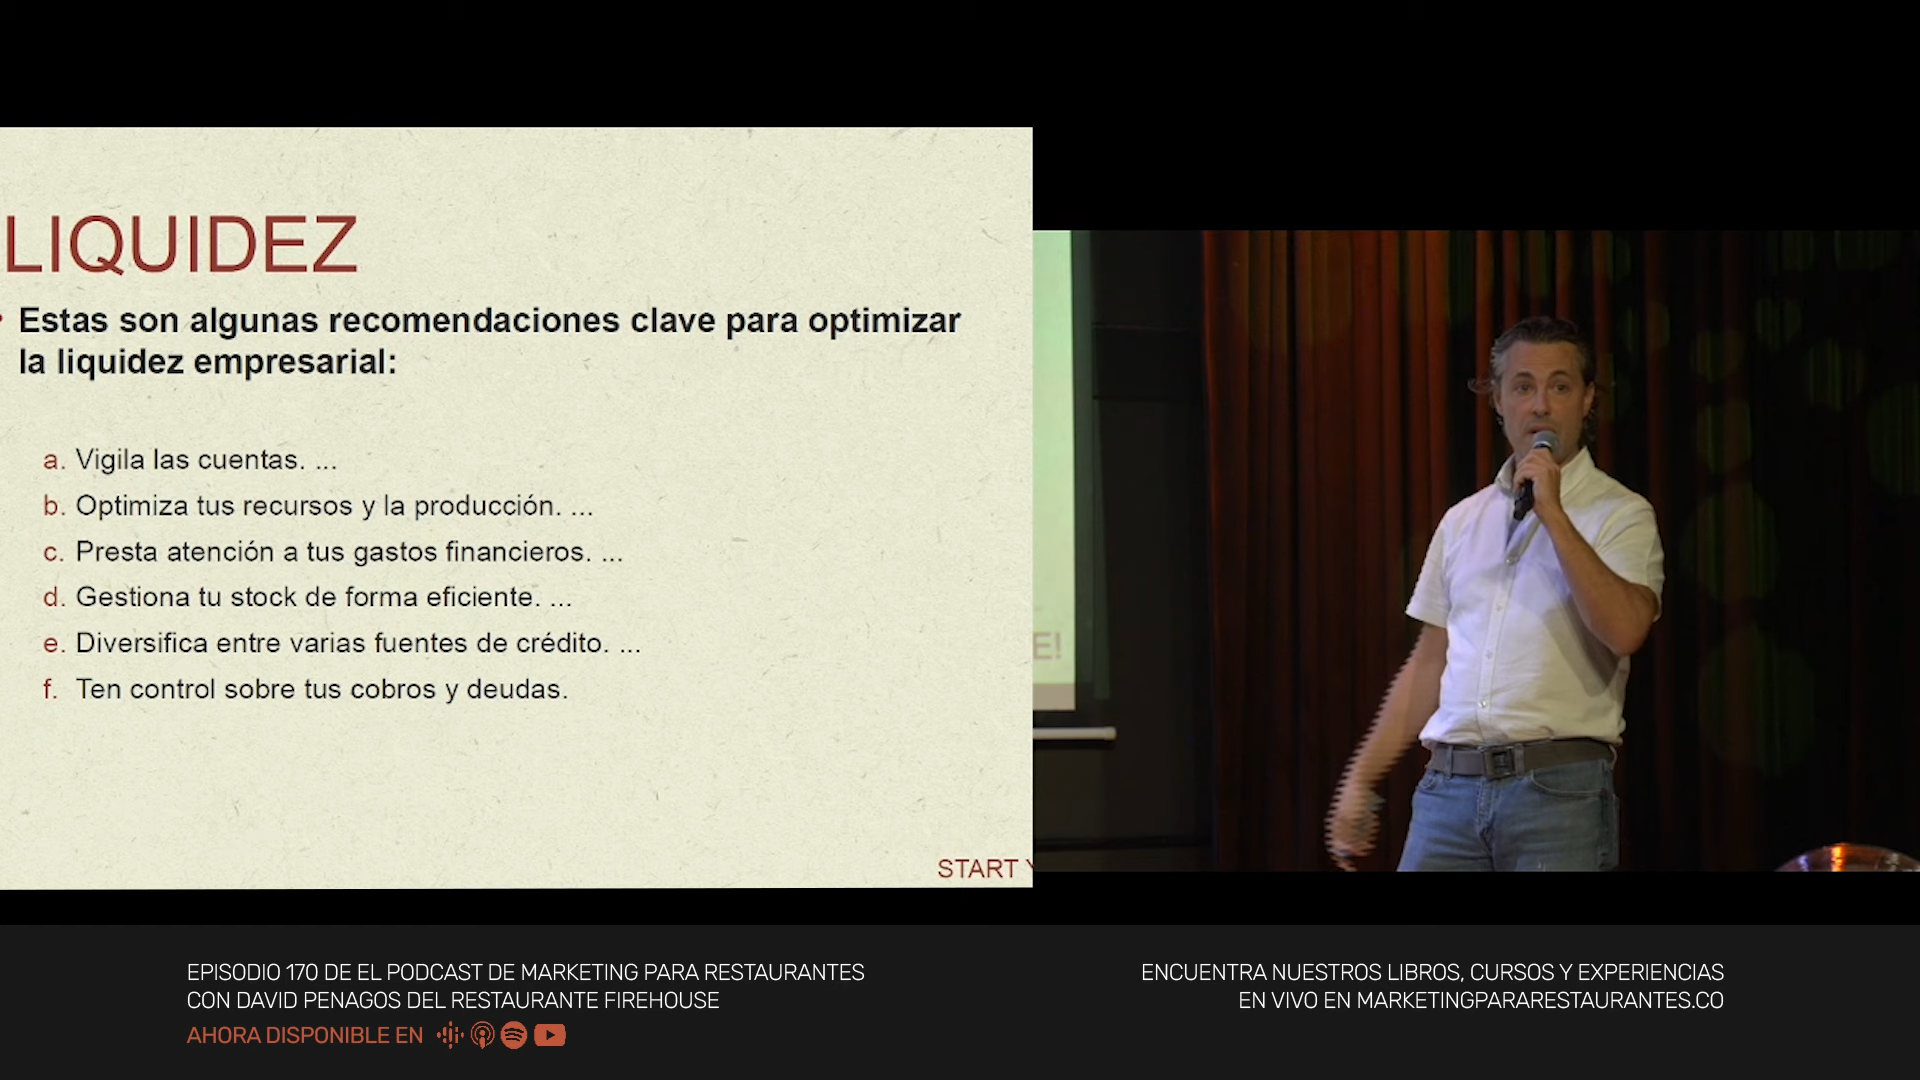 LIQUIDEZ
• Estas son algunas recomendaciones clave para optimizar
la liquidez empresarial:
a. Vigila las cuentas. ...
b. Optimiza tus recursos y la producción. ...
c. Presta atención a tus gastos financieros. ...
d. Gestiona tu stock de forma eficiente. ...
e. Diversifica entre varias fuentes de crédito. ...
f. Ten control sobre tus cobros y deudas.
START
E!
EPISODIO 170 DE EL PODCAST DE MARKETING PARA RESTAURANTES
CON DAVID PENAGOS DEL RESTAURANTE FIREHOUSE
AHORA DISPONIBLE EN
ENCUENTRA NUESTROS LIBROS, CURSOS Y EXPERIENCIAS
EN VIVO EN MARKETINGPARARESTAURANTES.CO